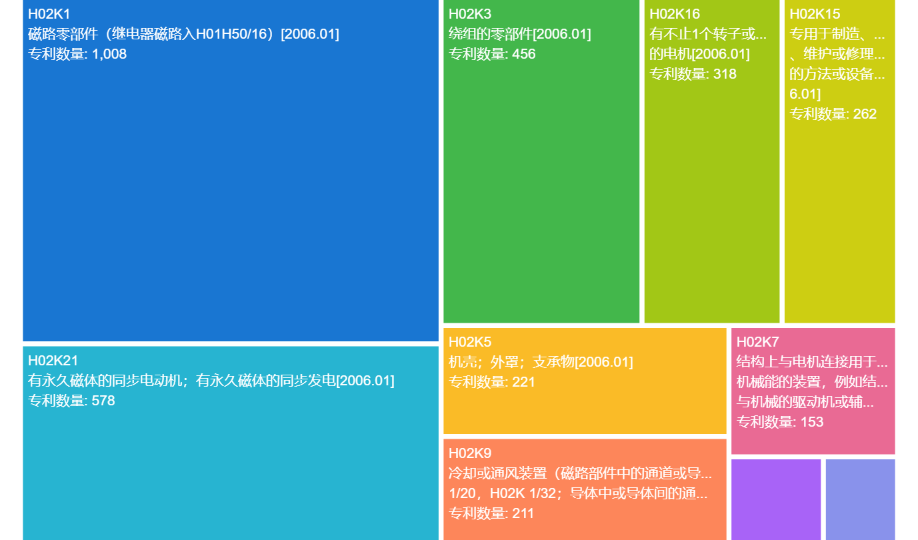 H02K1
磁路零部件（继电器磁路入H01H50/16）[2006.01]
专利数量: 1,008
H02K3
绕组的零部件[2006.01]
专利数量: 456
H02K16
有不止1个转子或...
的电机[2006.01]
专利数量: 318
H02K15
专用于制造、...
、维护或修理...
的方法或设备...
6.01]
专利数量: 262
H02K21
有永久磁体的同步电动机；有永久磁体的同步发电[2006.01]
专利数量: 578
H02K5
机壳；外罩；支承物[2006.01]
专利数量: 221
H02K7
结构上与电机连接用于...
机械能的装置，例如结...
与机械的驱动机或辅...
专利数量: 153
H02K9
冷却或通风装置（磁路部件中的通道或导...
1/20，H02K 1/32；导体中或导体间的通...
专利数量: 211